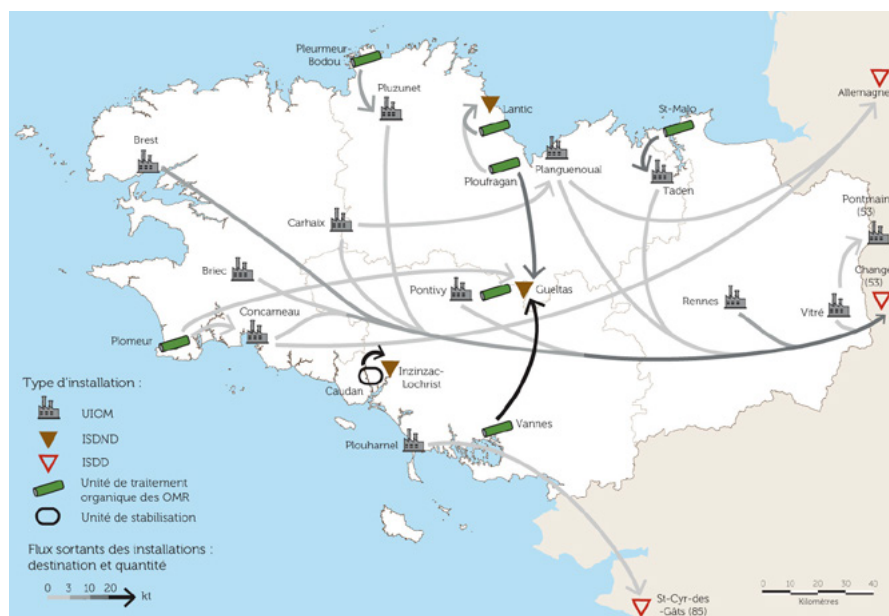 Pleurmeur-
Bodou
Pluzunet
Lantic
St-Malo
Allemagne
Brest
Ploufragan
Planguenoual
Taden
Pontmain
(53)
Carhaix
Change
(53)
Briec
Pontivy
Gueltas
Rennes
Vitré
Concarneau
Plomeur
Inzinzac-
Lochrist
Caudan
Vannes
Plouharnel
Type d'installation :
UIOM
ISDND
ISDD
Unité de traitement
organique des OMR
Unité de stabilisation
Flux sortants des installations :
destination et quantité
0 3 10 20 kt
St-Cyr-des
-Gâts (85)
0 10 20 30 40
Kilomètres